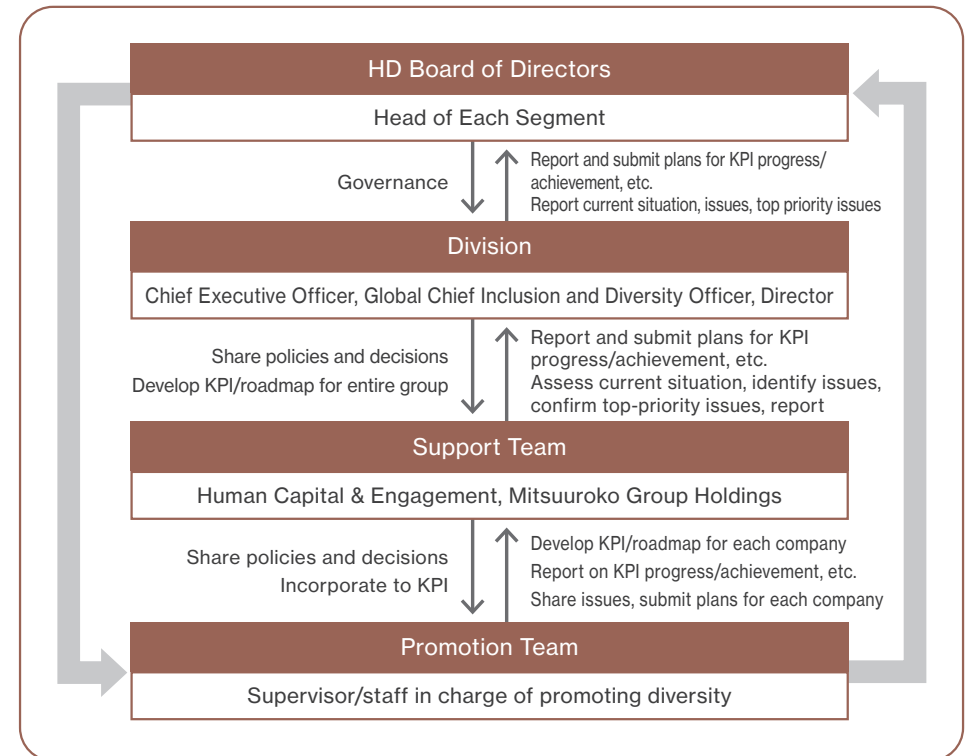 HD Board of Directors
Head of Each Segment
Governance
Report and submit plans for KPI progress/
achievement, etc.
Report current situation, issues, top priority issues
Division
Chief Executive Officer, Global Chief Inclusion and Diversity Officer, Director
Share policies and decisions
Develop KPI/roadmap for entire group
Report and submit plans for KPI
progress/achievement, etc.
Assess current situation, identify issues,
confirm top-priority issues, report
Support Team
Human Capital & Engagement, Mitsuuroko Group Holdings
Share policies and decisions
Incorporate to KPI
Develop KPI/roadmap for each company
Report on KPI progress/achievement, etc.
Share issues, submit plans for each company
Promotion Team
Supervisor/staff in charge of promoting diversity